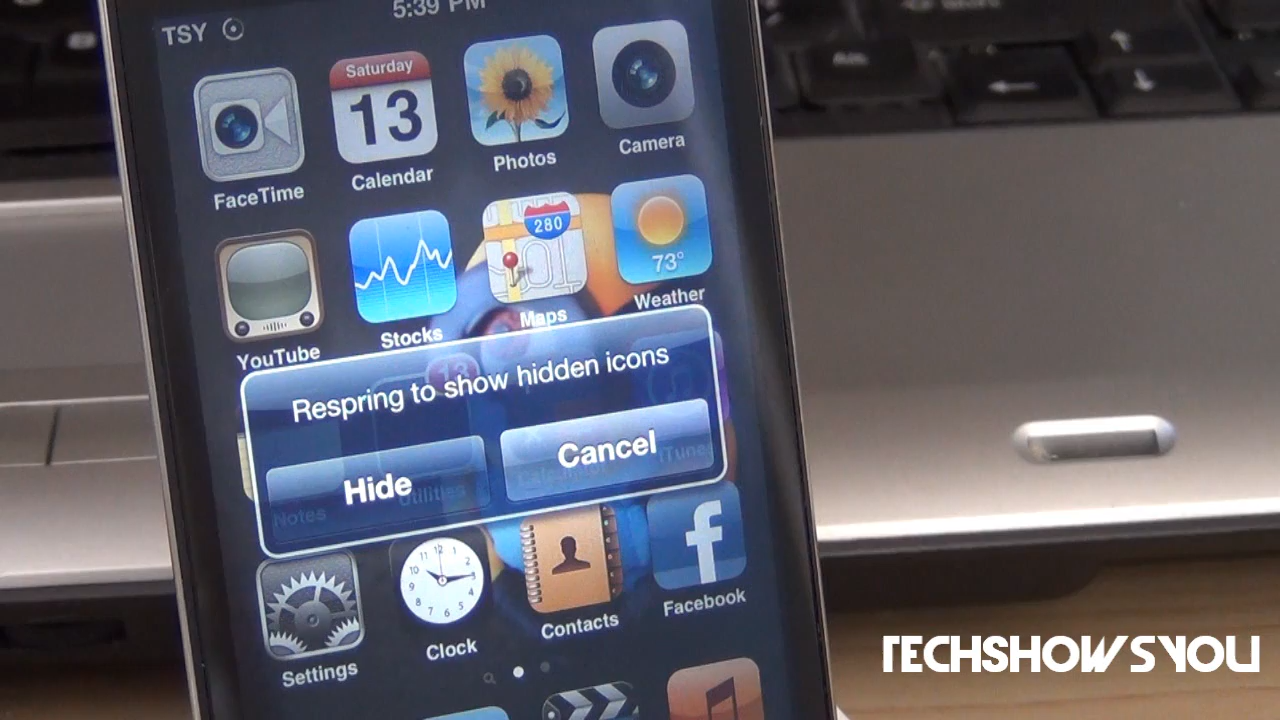 5:39 PM
TSY
Saturday
13
FaceTime
Calendar
Photos
Camera
280
73°
YouTube
Stocks
Maps
Weather
13
Respring to show hidden icons
Hide
Cancel
Notes
Utilities
iTunes
Settings
Clock
Contacts
Facebook
TECHSHOWSYOU